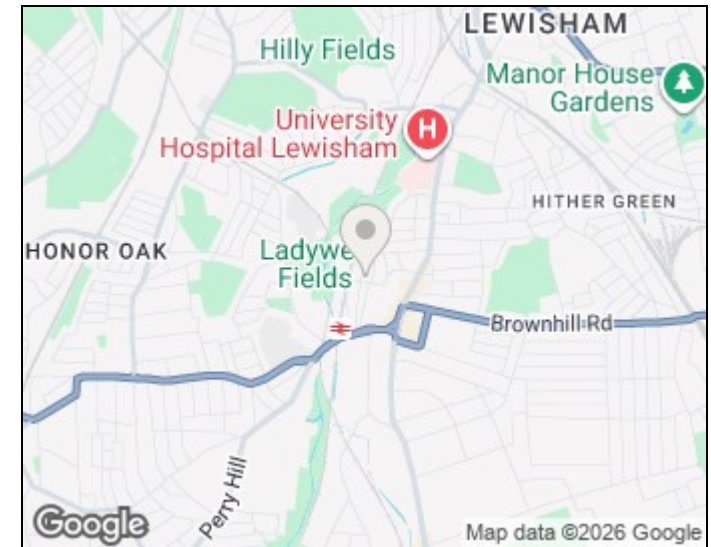 LEWISHAM
Hilly Fields
Manor House
Gardens
University
Hospital Lewisham
H
HITHER GREEN
HONOR OAK
Ladywe
Fields
Brownhill Rd
Perry Hill
Google
Map data ©2026 Google